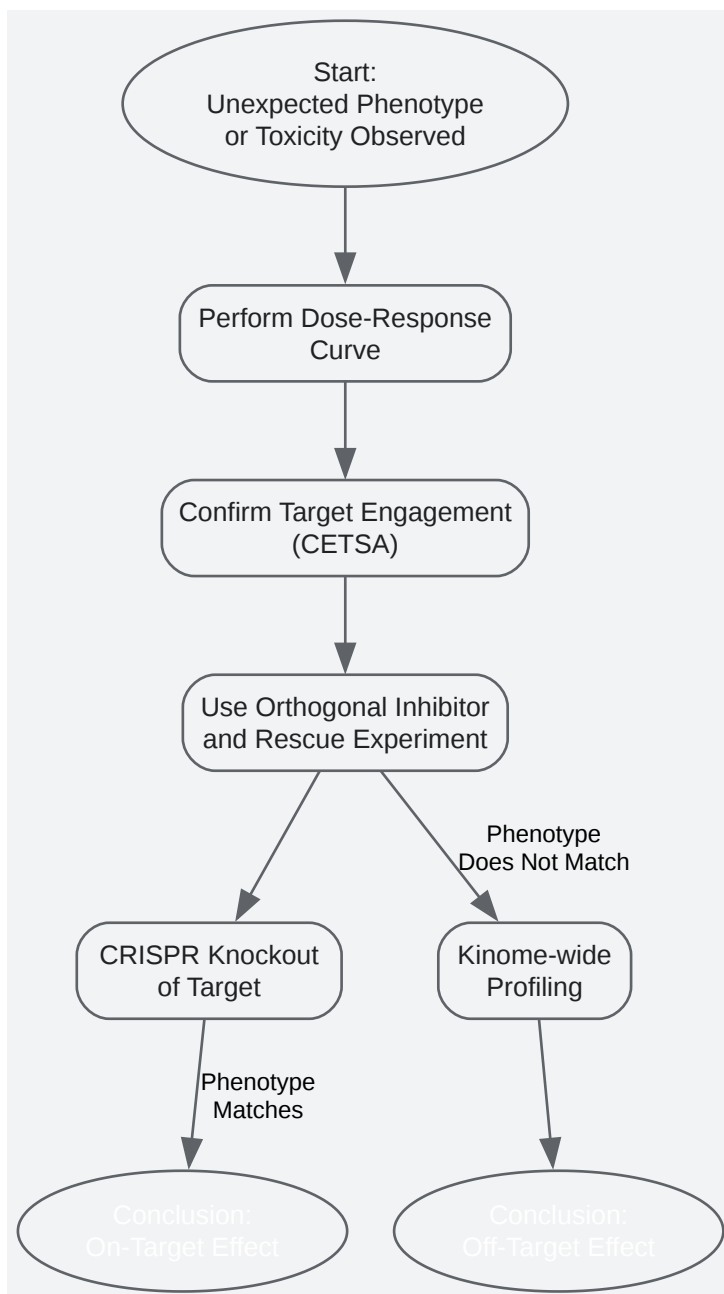 Start:
Unexpected Phenotype
or Toxicity Observed
Perform Dose-Response
Curve
Confirm Target Engagement
(CETSA)
Use Orthogonal Inhibitor
and Rescue Experiment
Phenotype
Does Not Match
CRISPR Knockout
of Target
Kinome-wide
Profiling
Phenotype
Matches
Conclusion:
On-Target Effect
Conclusion:
Off-Target Effect